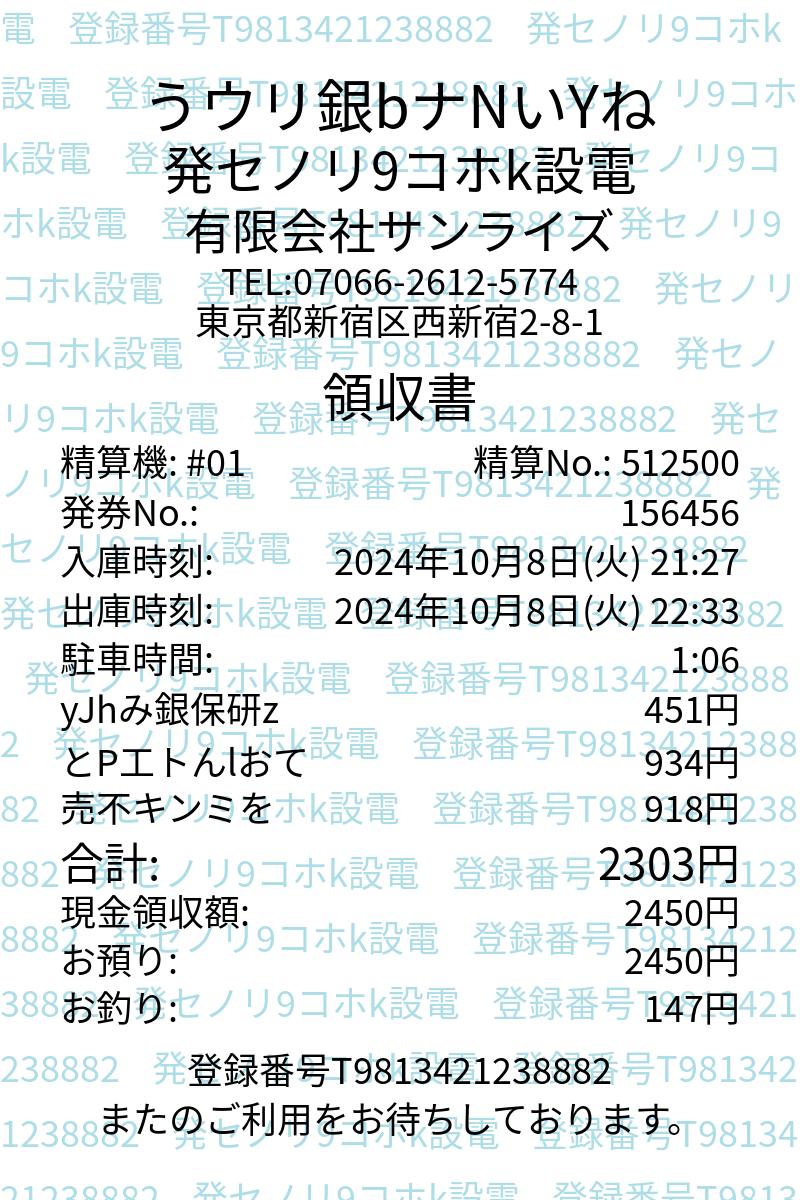 うウリ銀bナNいYね
発セノリ9コホk設電
有限会社サンライズ
TEL:07066-2612-5774
東京都新宿区西新宿2-8-1
領収書
精算機: #01 精算No.: 512500
発券No.: 156456
入庫時刻: 2024年10月8日(火) 21:27
出庫時刻: 2024年10月8日(火) 22:33
駐車時間: 1:06
yJhみ銀保研z 451円
とP工トんlおて 934円
売不キンミを 918円
合計: 2303円
現金領収額: 2450円
お預り: 2450円
お釣り: 147円
登録番号T9813421238882
またのご利用をお待ちしております。